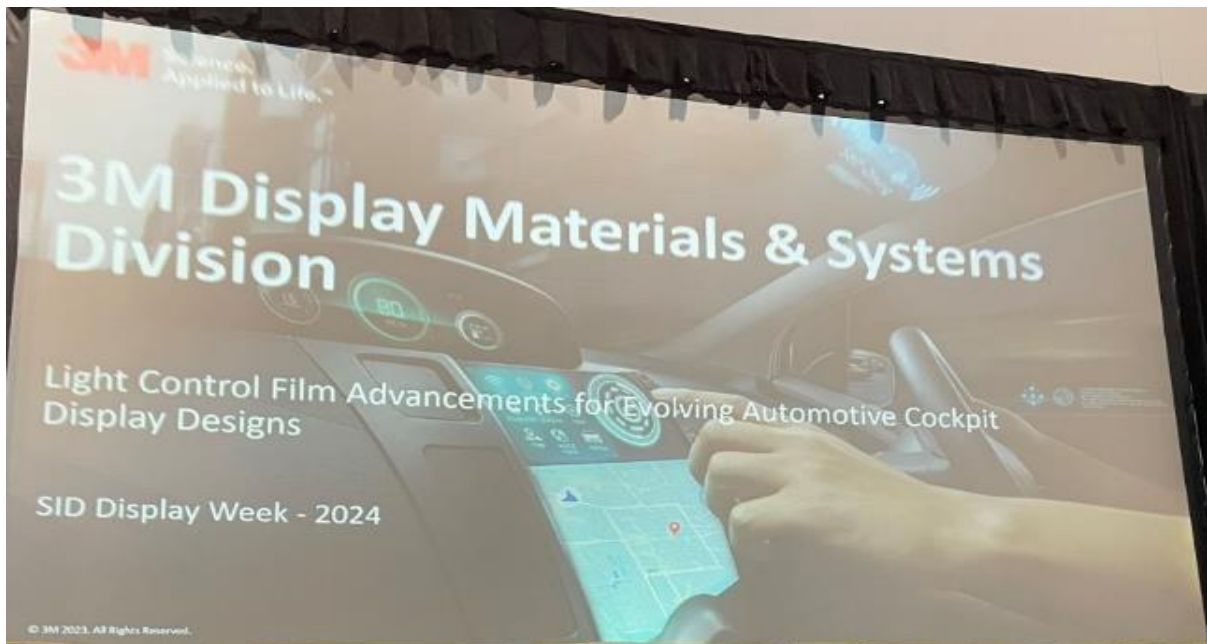 3M
Science.
Applied to Life.™
3M Display Materials & Systems
Division
80
Light Control Film Advancements for Evolving Automotive Cockpit
Display Designs
SID Display Week - 2024
© 3M 2023. All Rights Reserved.